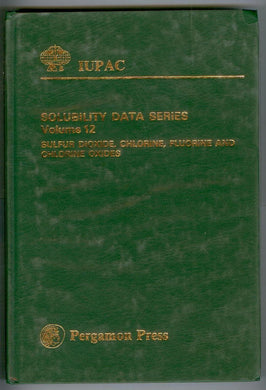 IUPAC
SOLUBILITY DATA SERIES
Volume 12
SULFUR DIOXIDE, CHLORINE, FLUORINE AND
CHLORINE OXIDES
Pergamon Press